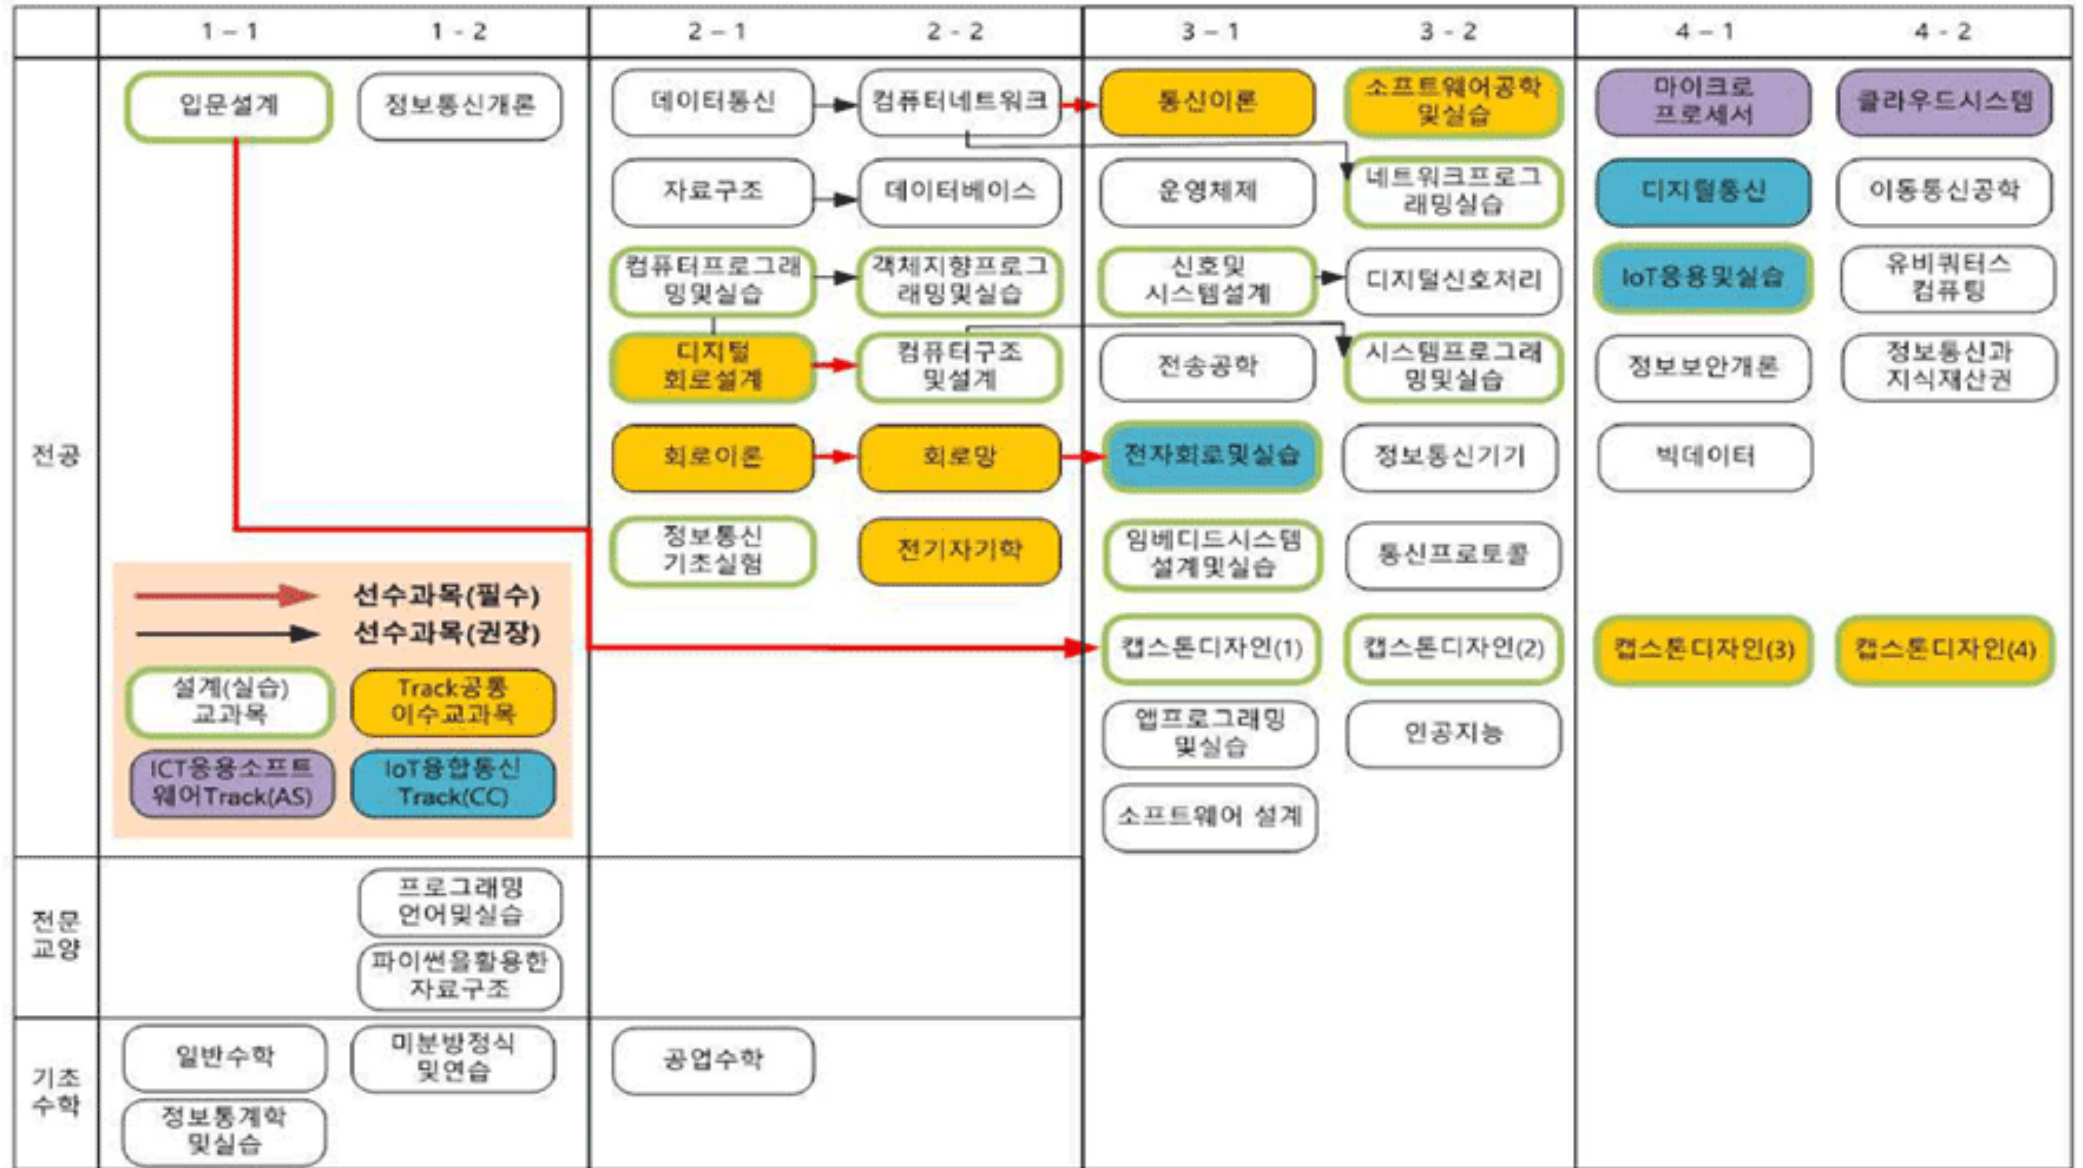 1 – 1
1 - 2
2 – 1
2 - 2
3 – 1
3 - 2
4 – 1
4 - 2
전공
입문설계
정보통신개론
데이터통신
컴퓨터네트워크
통신이론
소프트웨어공학
및실습
마이크로
프로세서
클라우드시스템
자료구조
데이터베이스
운영체제
네트워크프로그
래밍실습
디지털통신
이동통신공학
컴퓨터프로그래
밍및실습
객체지향프로그
래밍및실습
신호및
시스템설계
디지털신호처리
IoT응용및실습
유비쿼터스
컴퓨팅
디지털
회로설계
컴퓨터구조
및설계
전송공학
시스템프로그래
밍및실습
정보보안개론
정보통신과
지식재산권
회로이론
회로망
전자회로및실습
정보통신기기
빅데이터
정보통신
기초실험
전기자기학
임베디드시스템
설계및실습
통신프로토콜
캡스톤디자인(1)
캡스톤디자인(2)
캡스톤디자인(3)
캡스톤디자인(4)
앱프로그래밍
및실습
인공지능
소프트웨어 설계
선수과목(필수)
선수과목(권장)
설계(실습)
교과목
Track공통
이수교과목
ICT응용소프트
웨어Track(AS)
IoT융합통신
Track(CC)
전문
교양
프로그래밍
언어및실습
파이썬을활용한
자료구조
기초
수학
일반수학
미분방정식
및연습
공업수학
정보통계학
및실습